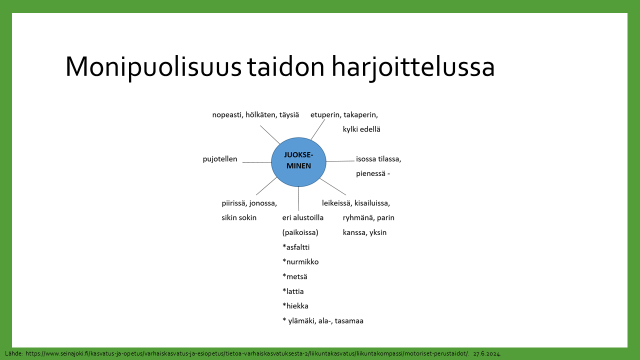 Monipuolisuus taidon harjoittelussa
nopeasti, hölkäten, täysiä
etuperin, takaperin,
kylki edellä
pujotellen
JUOKSE-
MINEN
isossa tilassa,
pienessä -
piirissä, jonossa,
sikin sokin
eri alustoilla
(paikoissa)
*asfaltti
*nurmikko
*metsä
*lattia
*hiekka
* ylämäki, ala-, tasamaa
leikeissä, kisailuissa,
ryhmänä, parin
kanssa, yksin
Lähde: https://www.seinajoki.fi/kasvatus-ja-opetus/varhaiskasvatus-ja-esiopetus/tietoa-varhaiskasvatuksesta-2/liikuntakasvatus/liikuntakompassi/motoriset-perustaidot/. 27.6.2024